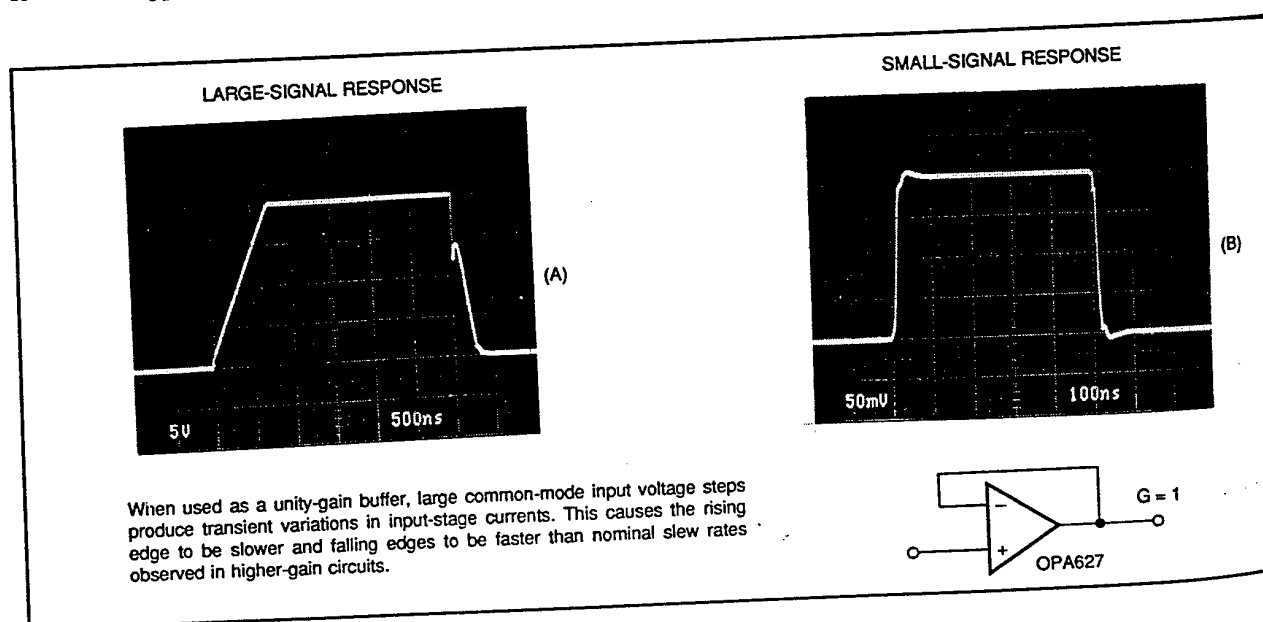 LARGE-SIGNAL RESPONSE
5V
500ns
(A)
SMALL-SIGNAL RESPONSE
50mV
100ns
(B)
When used as a unity-gain buffer, large common-mode input voltage steps
produce transient variations in input-stage currents. This causes the rising
edge to be slower and falling edges to be faster than nominal slew rates
observed in higher-gain circuits.
G = 1
−
+
OPA627